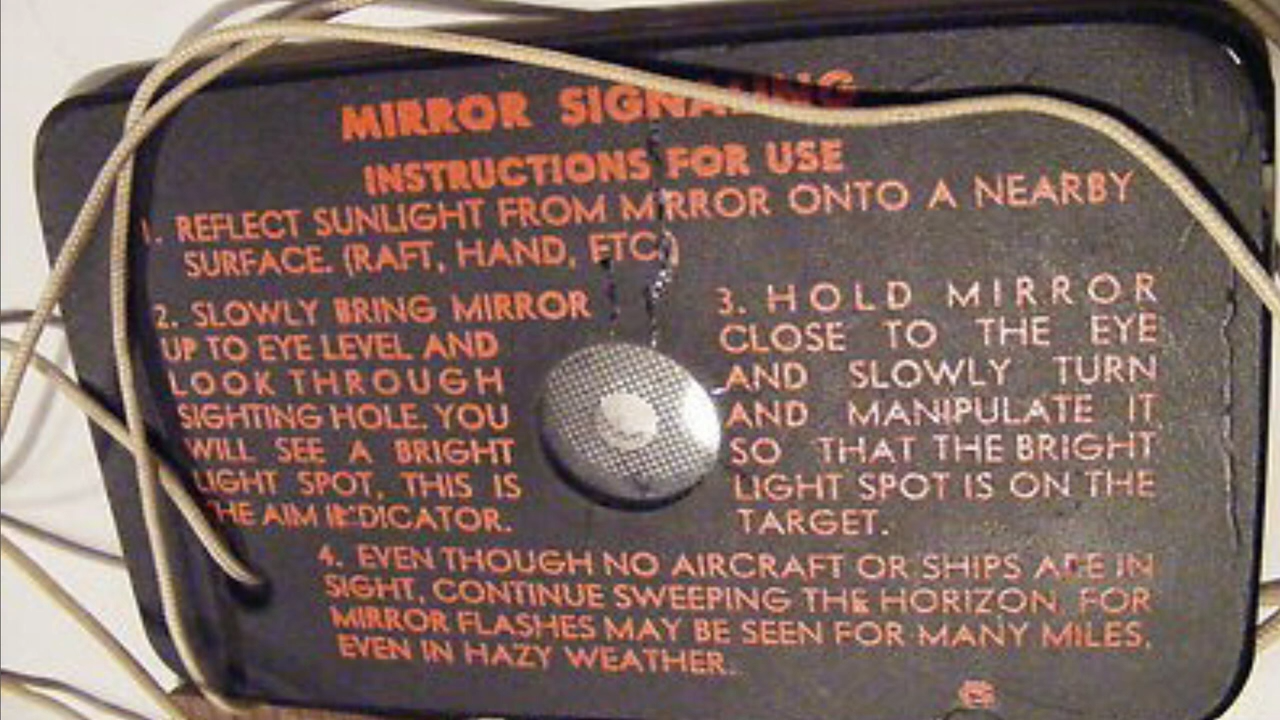 MIRROR SIGNALING
INSTRUCTIONS FOR USE
1. REFLECT SUNLIGHT FROM MIRROR ONTO A NEARBY
SURFACE. (RAFT, HAND, ETC.)
2. SLOWLY BRING MIRROR
UP TO EYE LEVEL AND
LOOK THROUGH
SIGHTING HOLE. YOU
WILL SEE A BRIGHT
LIGHT SPOT, THIS IS
THE AIM INDICATOR.
3. HOLD MIRROR
CLOSE TO THE EYE
AND SLOWLY TURN
AND MANIPULATE IT
SO THAT THE BRIGHT
LIGHT SPOT IS ON THE
TARGET.
4. EVEN THOUGH NO AIRCRAFT OR SHIPS ARE IN
SIGHT, CONTINUE SWEEPING THE HORIZON. FOR
MIRROR FLASHES MAY BE SEEN FOR MANY MILES,
EVEN IN HAZY WEATHER.